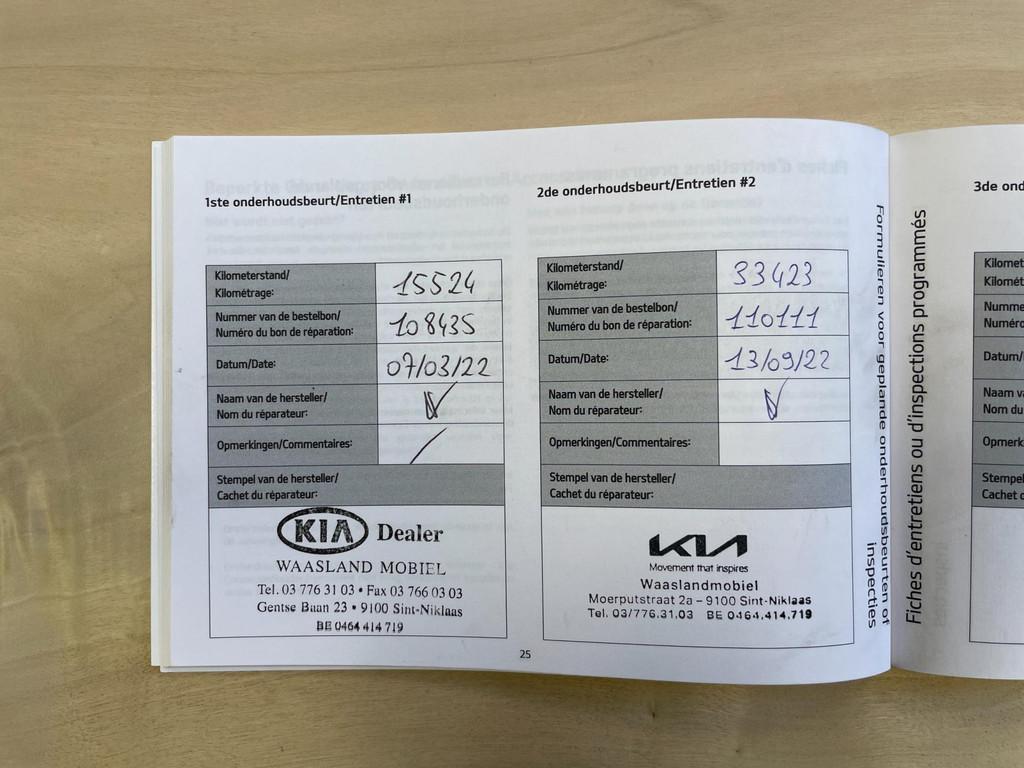 1ste onderhoudsbeurt/Entretien #1
Kilometerstand/
Kilométrage:
15524
Nummer van de bestelbon/
Numéro du bon de réparation:
108435
Datum/Date:
07/03/22
Naam van de hersteller/
Nom du réparateur:
Opmerkingen/Commentaires:
Stempel van de hersteller/
Cachet du réparateur:
KIA Dealer
WAASLAND MOBIEL
Tel. 03 776 31 03 • Fax 03 766 03 03
Gentse Baan 23 • 9100 Sint-Niklaas
BE 0464 414 719
2de onderhoudsbeurt/Entretien #2
Kilometerstand/
Kilométrage:
33423
Nummer van de bestelbon/
Numéro du bon de réparation:
110111
Datum/Date:
13/09/22
Naam van de hersteller/
Nom du réparateur:
Opmerkingen/Commentaires:
Stempel van de hersteller/
Cachet du réparateur:
KIA
Movement that inspires
Waaslandmobiel
Moerputstraat 2a – 9100 Sint-Niklaas
Tel. 03/776.31.03 BE 0464.414.719
25
Formulieren voor geplande onderhoudsbeurten of
inspecties
Fiches d'entretiens ou d'inspections programmés
3de ond
Kilomet
Kilomét
Numme
Numéro
Datum/
Naam va
Nom du
Opmerk
Stempel
Cachet d